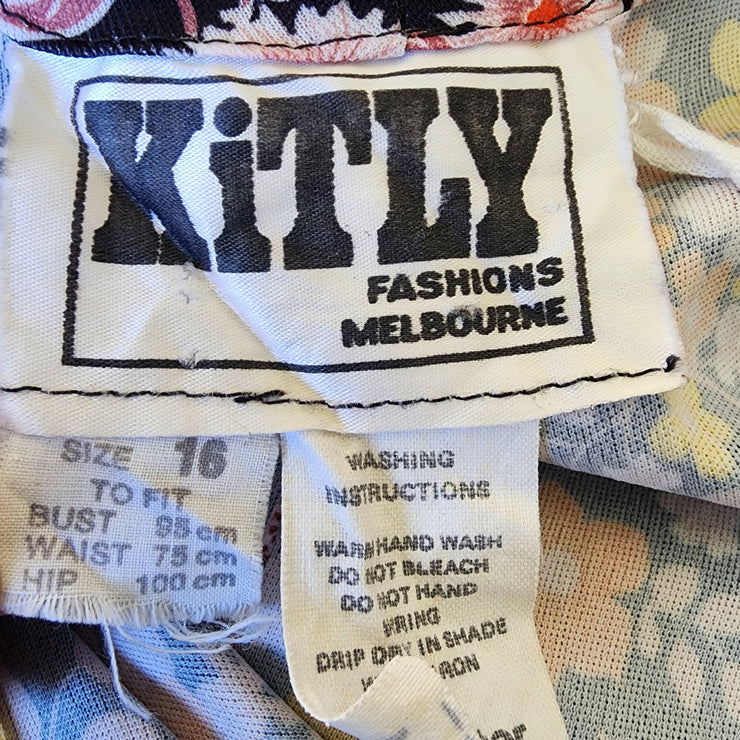 KiTLY
FASHIONS
MELBOURNE
SIZE 16
TO FIT
BUST 95 cm
WAIST 75 cm
HIP 100 cm
WASHING
INSTRUCTIONS
WARM HAND WASH
DO NOT BLEACH
DO NOT HAND
WRING
DRIP DRY IN SHADE